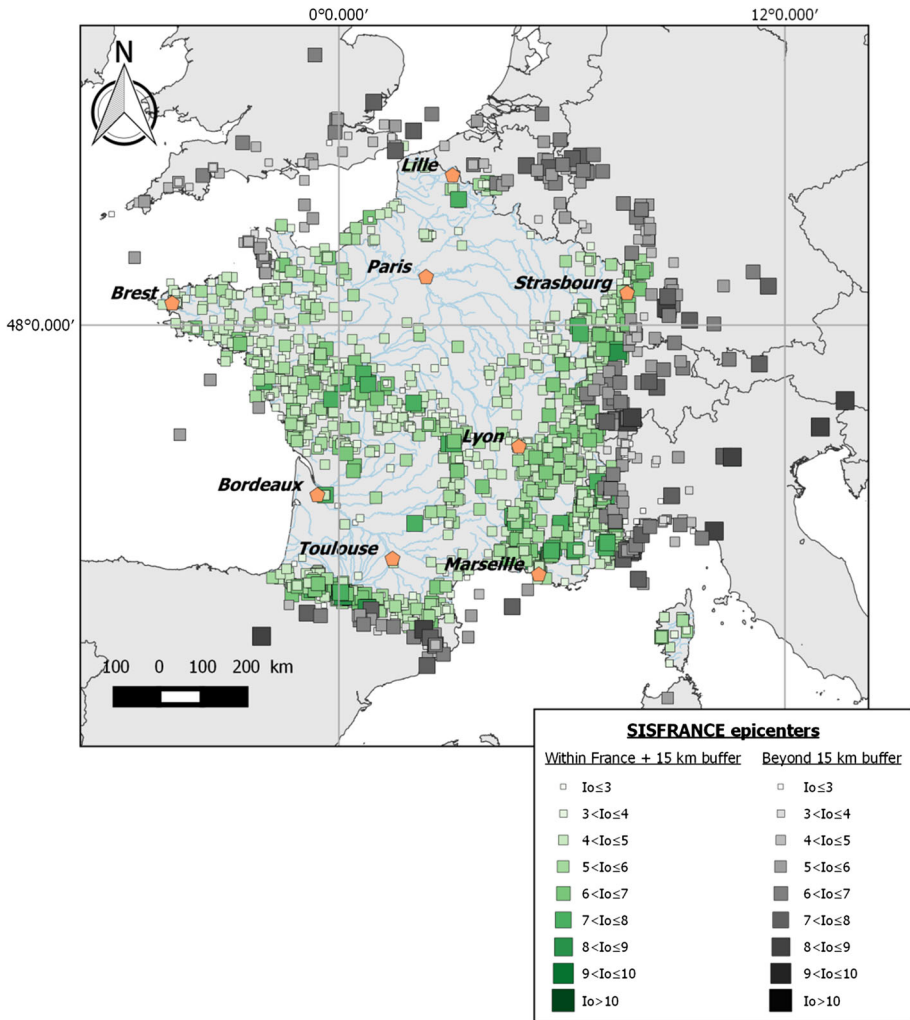 0°0.000'
12°0.000'
N
Lille
Paris
Strasbourg
Brest
48°0.000'
Lyon
Bordeaux
Toulouse
Marseille
100 0 100 200 km
SISFRANCE epicenters
Within France + 15 km buffer Beyond 15 km buffer
Io≤3 Io≤3
3<Io≤4 3<Io≤4
4<Io≤5 4<Io≤5
5<Io≤6 5<Io≤6
6<Io≤7 6<Io≤7
7<Io≤8 7<Io≤8
8<Io≤9 8<Io≤9
9<Io≤10 9<Io≤10
Io>10 Io>10